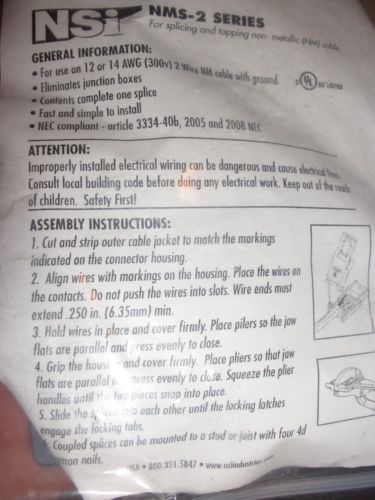 NSi NMS-2 SERIES
For splicing and tapping non-metallic (NM) cable.
GENERAL INFORMATION:
• For use on 12 or 14 AWG (300v) 2 Wire NM cable with ground.
• Eliminates junction boxes
UL LISTED
• Contents complete one splice
• Fast and simple to install
• NEC compliant - article 3334-40b, 2005 and 2008 NEC
ATTENTION:
Improperly installed electrical wiring can be dangerous and cause electrical fires.
Consult local building code before doing any electrical work. Keep out of the reach
of children. Safety First!
ASSEMBLY INSTRUCTIONS:
1. Cut and strip outer cable jacket to match the markings
indicated on the connector housing.
2. Align wires with markings on the housing. Place the wires on
the contacts. Do not push the wires into slots. Wire ends must
extend .250 in. (6.35mm) min.
3. Hold wires in place and cover firmly. Place pilers so the jaw
flats are parallel and press evenly to close.
4. Grip the housing and cover firmly. Place pliers so that jaw
flats are parallel press evenly to close. Squeeze the plier
handles until the two pieces snap into place.
5. Slide the splices into each other until the locking latches
engage the locking tabs.
Coupled splices can be mounted to a stud or joist with four 4d
nails.
USA • 800.321.5847 • www.nsiindustries